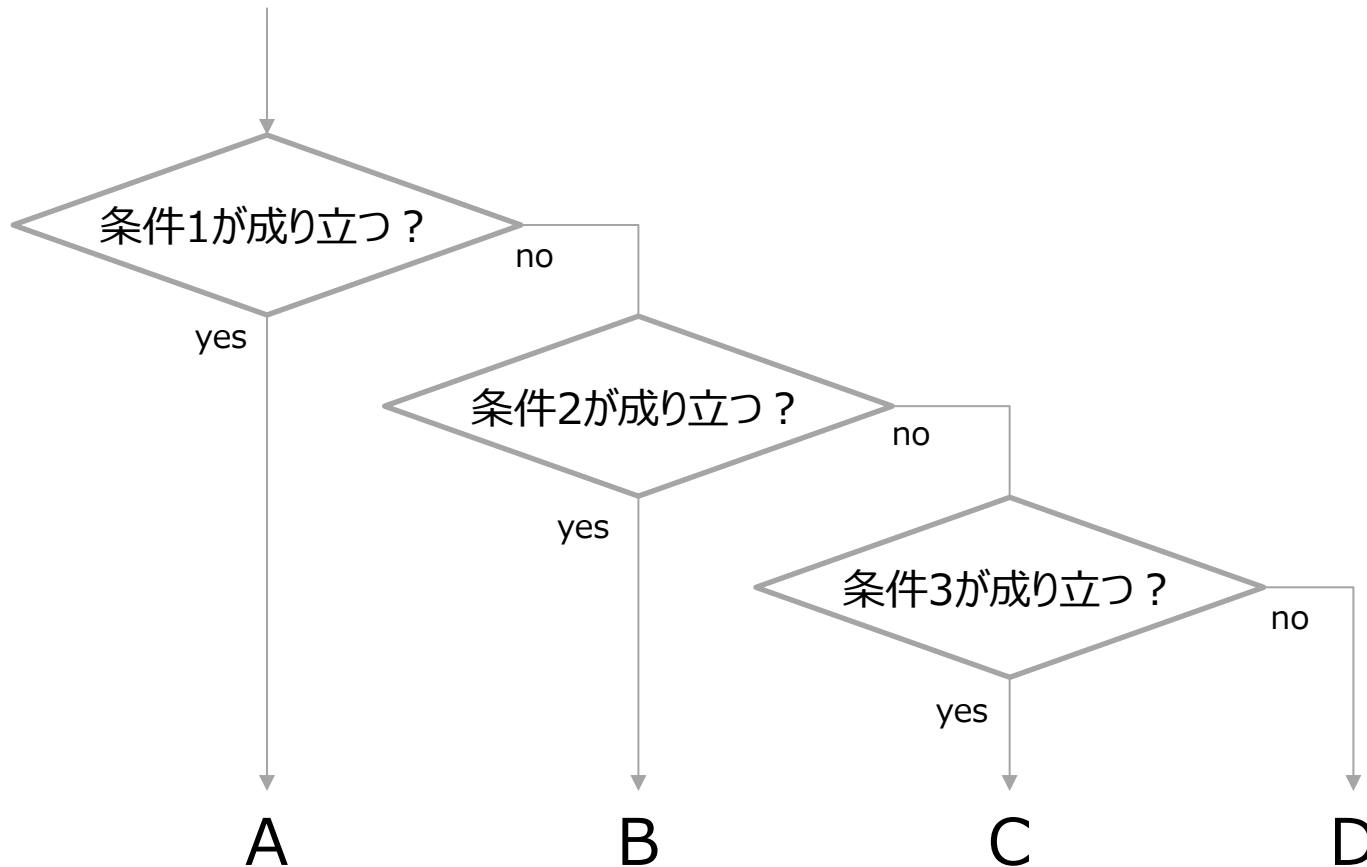 条件1が成り立つ？
no
yes
条件2が成り立つ？
no
yes
条件3が成り立つ？
no
yes
A
B
C
D